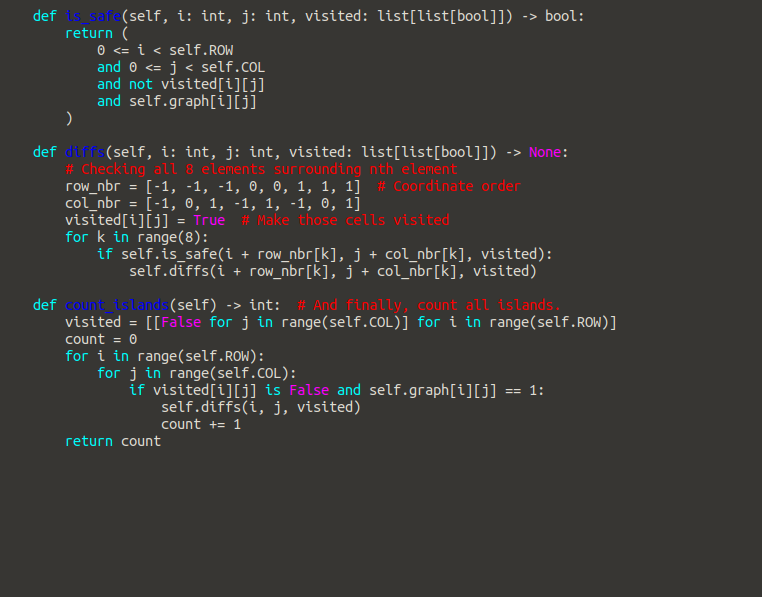 def is_safe(self, i: int, j: int, visited: list[list[bool]]) -> bool:
    return (
        0 <= i < self.ROW
        and 0 <= j < self.COL
        and not visited[i][j]
        and self.graph[i][j]
    )

def diffs(self, i: int, j: int, visited: list[list[bool]]) -> None:
    # Checking all 8 elements surrounding nth element
    row_nbr = [-1, -1, -1, 0, 0, 1, 1, 1]  # Coordinate order
    col_nbr = [-1, 0, 1, -1, 1, -1, 0, 1]
    visited[i][j] = True  # Make those cells visited
    for k in range(8):
        if self.is_safe(i + row_nbr[k], j + col_nbr[k], visited):
            self.diffs(i + row_nbr[k], j + col_nbr[k], visited)

def count_islands(self) -> int:  # And finally, count all islands.
    visited = [[False for j in range(self.COL)] for i in range(self.ROW)]
    count = 0
    for i in range(self.ROW):
        for j in range(self.COL):
            if visited[i][j] is False and self.graph[i][j] == 1:
                self.diffs(i, j, visited)
                count += 1
    return count